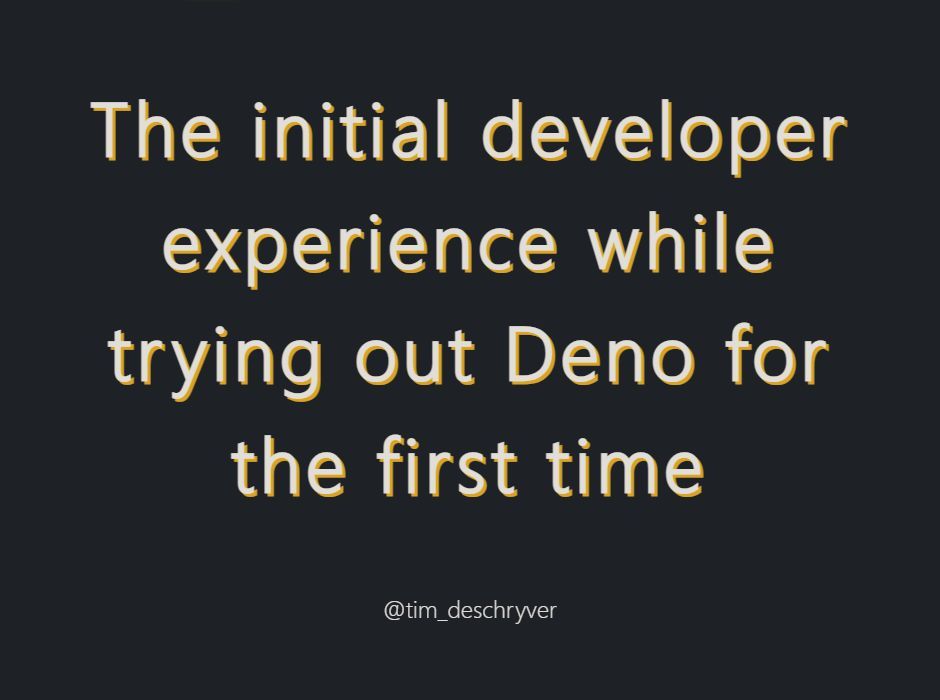 The initial developer
experience while
trying out Deno for
the first time
@tim_deschryver